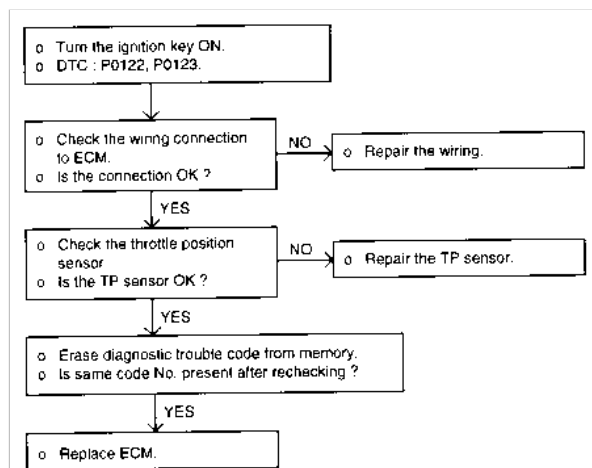 o Turn the ignition key ON.
o DTC : P0122, P0123.
o Check the wiring connection
to ECM.
o Is the connection OK ?
NO
o Repair the wiring.
YES
o Check the throttle position
sensor
o Is the TP sensor OK ?
NO
o Repair the TP sensor.
YES
o Erase diagnostic trouble code from memory.
o Is same code No. present after rechacking ?
YES
o Replace ECM.